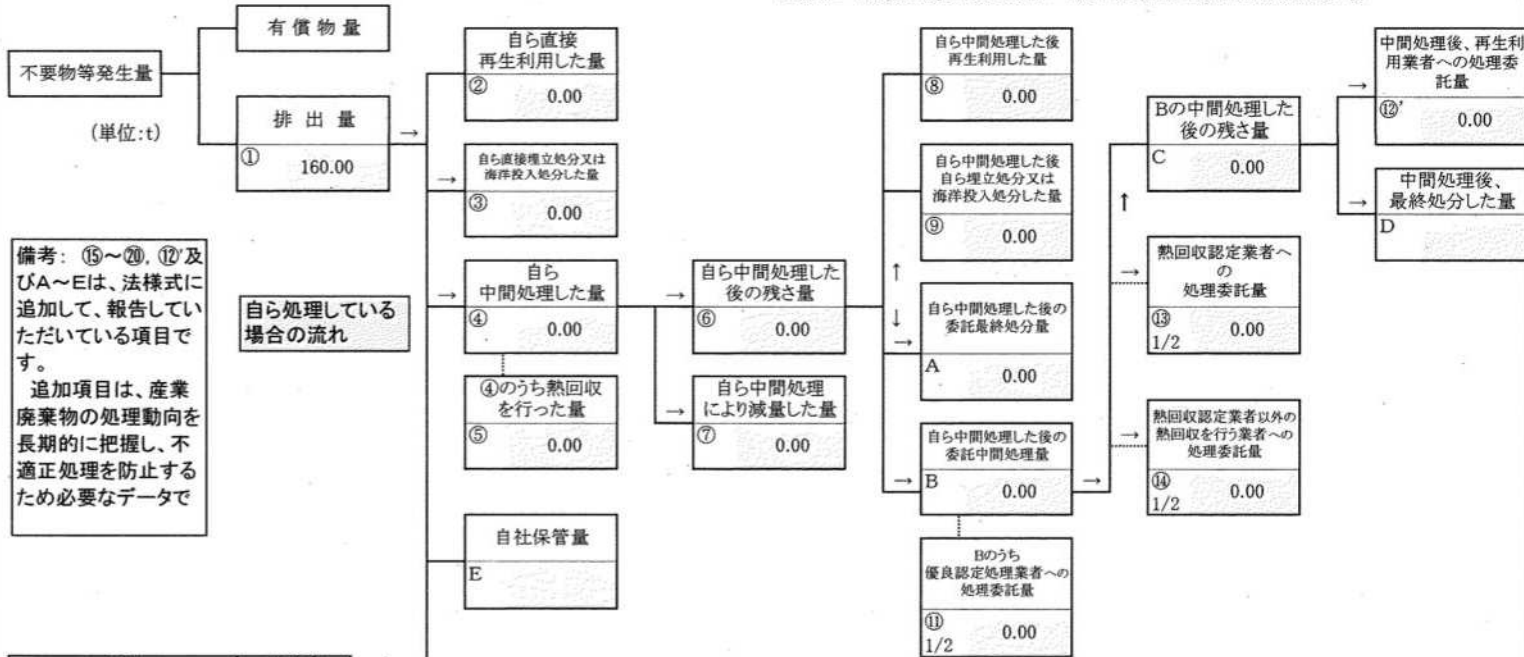 不要物等発生量
(単位:t)
有償物量
排出量
①
160.00
→
備考: ⑮~⑳, ⑫'及
びA~Eは、法様式に
追加して、報告してい
ただいている項目で
す。
追加項目は、産業
廃棄物の処理動向を
長期的に把握し、不
適正処理を防止する
ため必要なデータで
自ら処理している
場合の流れ
自ら直接
再生利用した量
②
0.00
→
自ら直接埋立処分又は
海洋投入処分した量
③
0.00
→
自ら
中間処理した量
④
0.00
④のうち熱回収
を行った量
⑤
0.00
自社保管量
E
→
自ら中間処理した
後の残さ量
⑥
0.00
→
自ら中間処理
により減量した量
⑦
0.00
自ら中間処理した後
再生利用した量
⑧
0.00
自ら中間処理した後
自ら埋立処分又は
海洋投入処分した量
⑨
0.00
↑
↓
→
自ら中間処理した後の
委託最終処分量
A
0.00
→
自ら中間処理した後の
委託中間処理量
B
0.00
→
Bのうち
優良認定処理業者への
処理委託量
⑪
1/2
0.00
Bの中間処理した
後の残さ量
C
0.00
↑
→
熱回収認定業者へ
の
処理委託量
⑬
1/2
0.00
→
熱回収認定業者以外の
熱回収を行う業者への
処理委託量
⑭
1/2
0.00
→
中間処理後、再生利
用業者への処理委
託量
⑫'
0.00
→
中間処理後、
最終処分した量
D